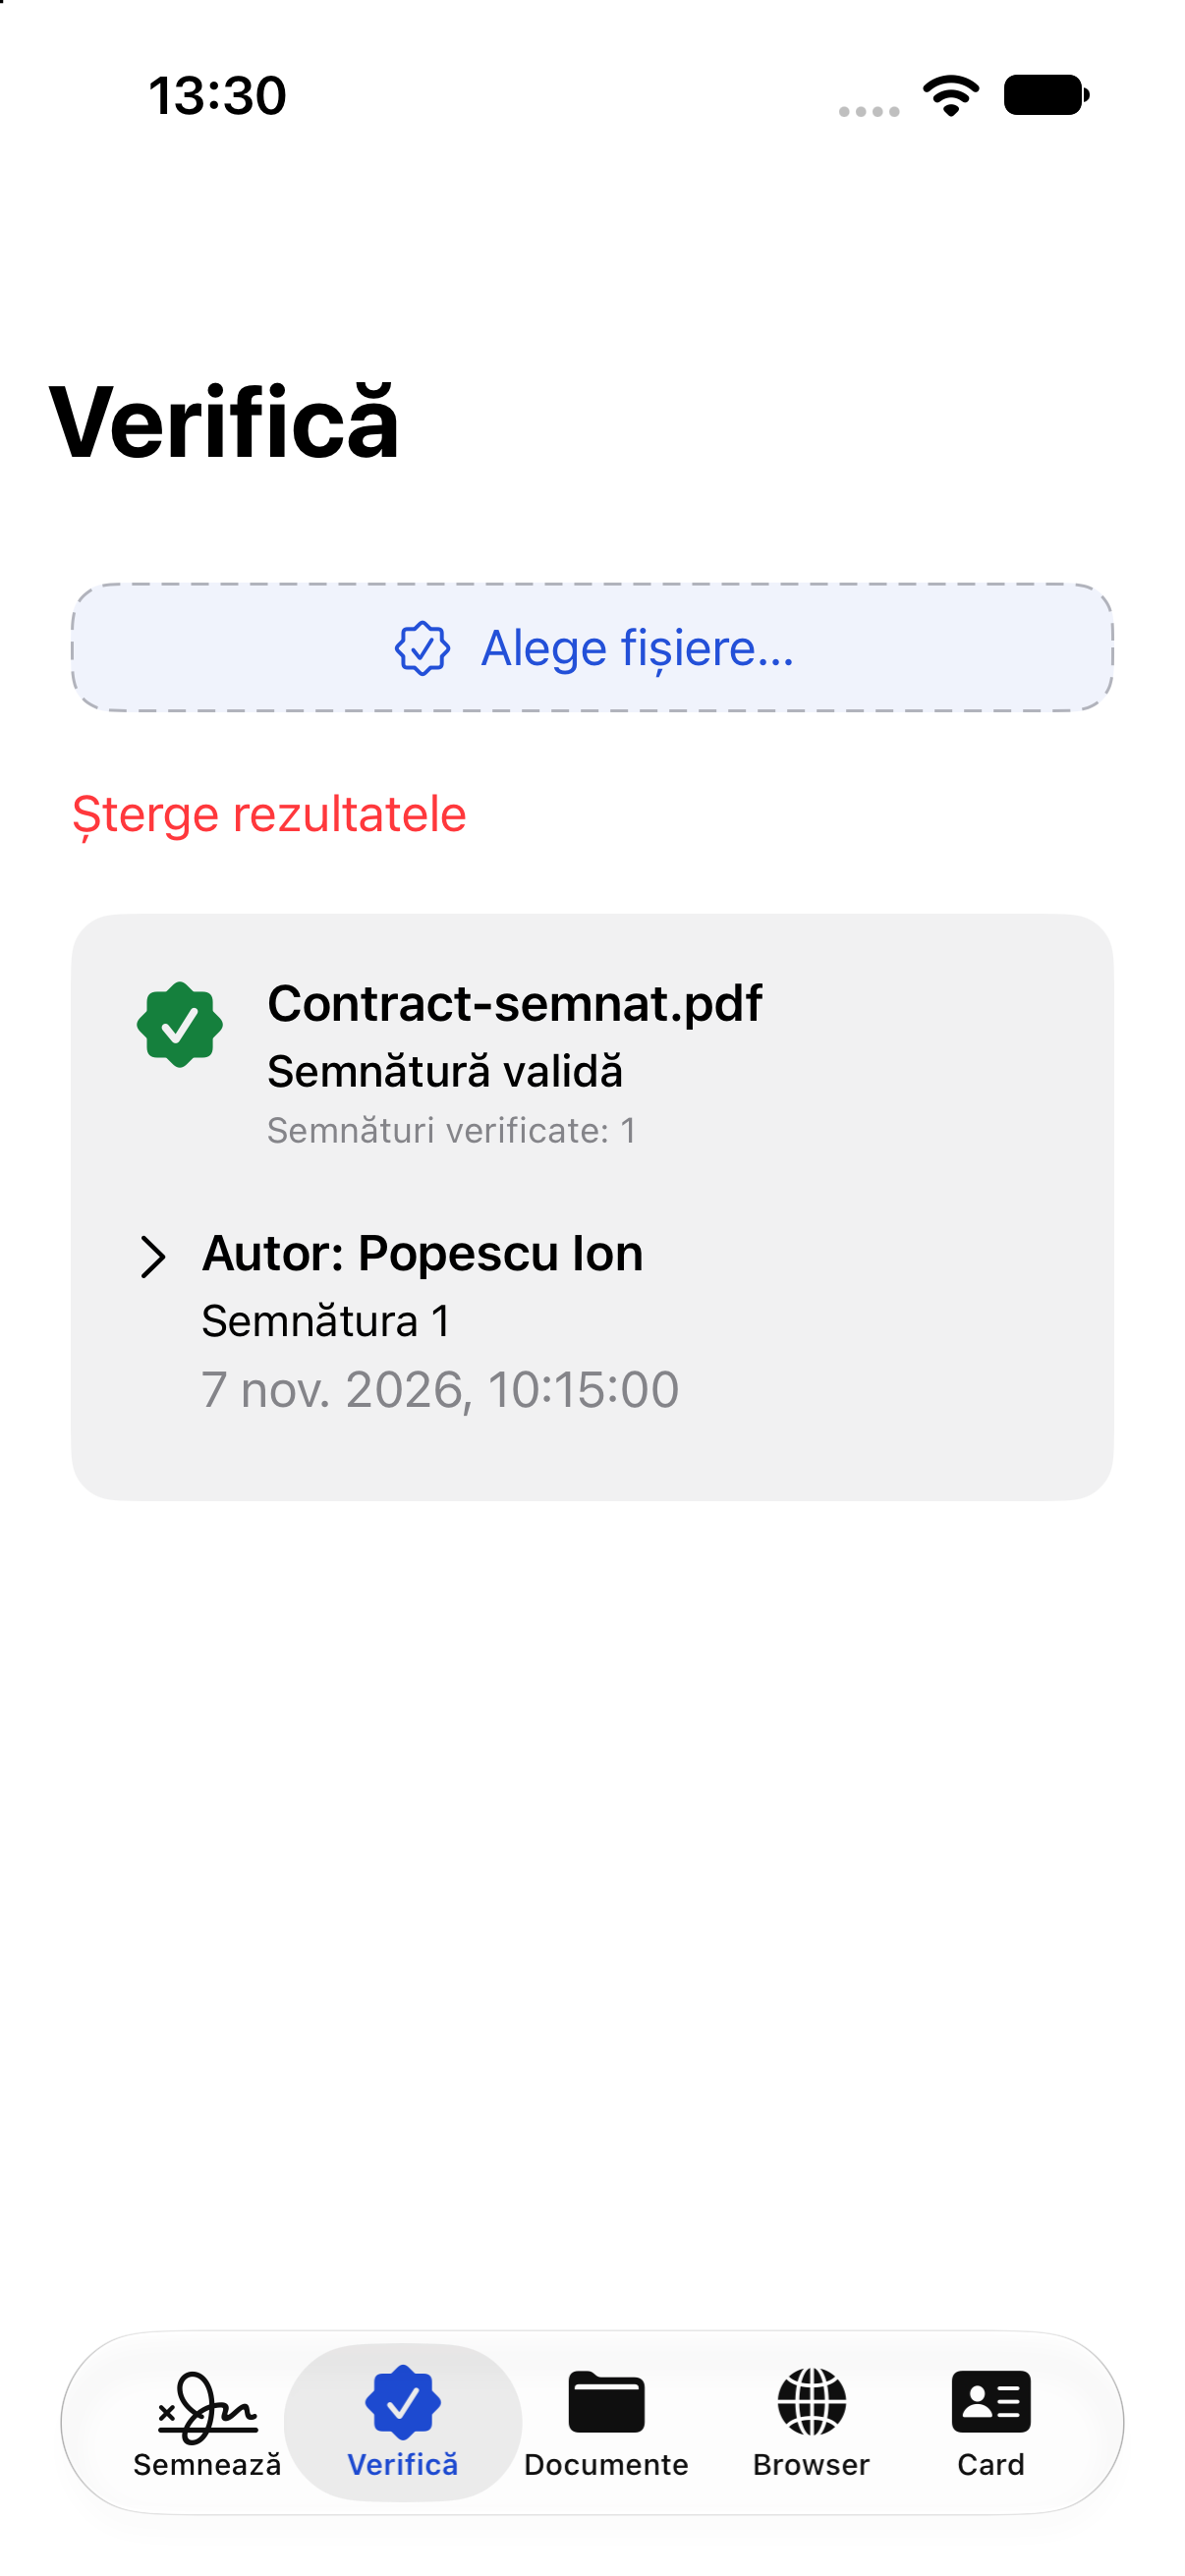 13:30
Verifică
Alege fișiere...
Șterge rezultatele
Contract-semnat.pdf
Semnătură validă
Semnături verificate: 1
Autor: Popescu Ion
Semnătura 1
7 nov. 2026, 10:15:00
Semnează
Verifică
Documente
Browser
Card